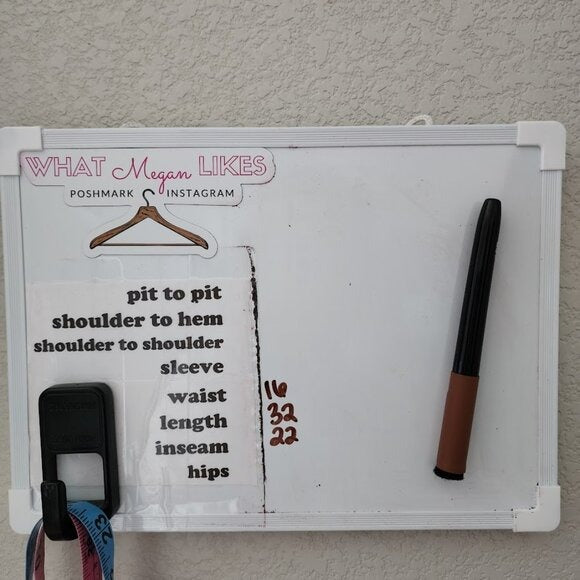 WHAT Megan LIKES
POSHMARK INSTAGRAM
pit to pit
shoulder to hem
shoulder to shoulder
sleeve
waist 16
length 32
inseam 22
hips
23